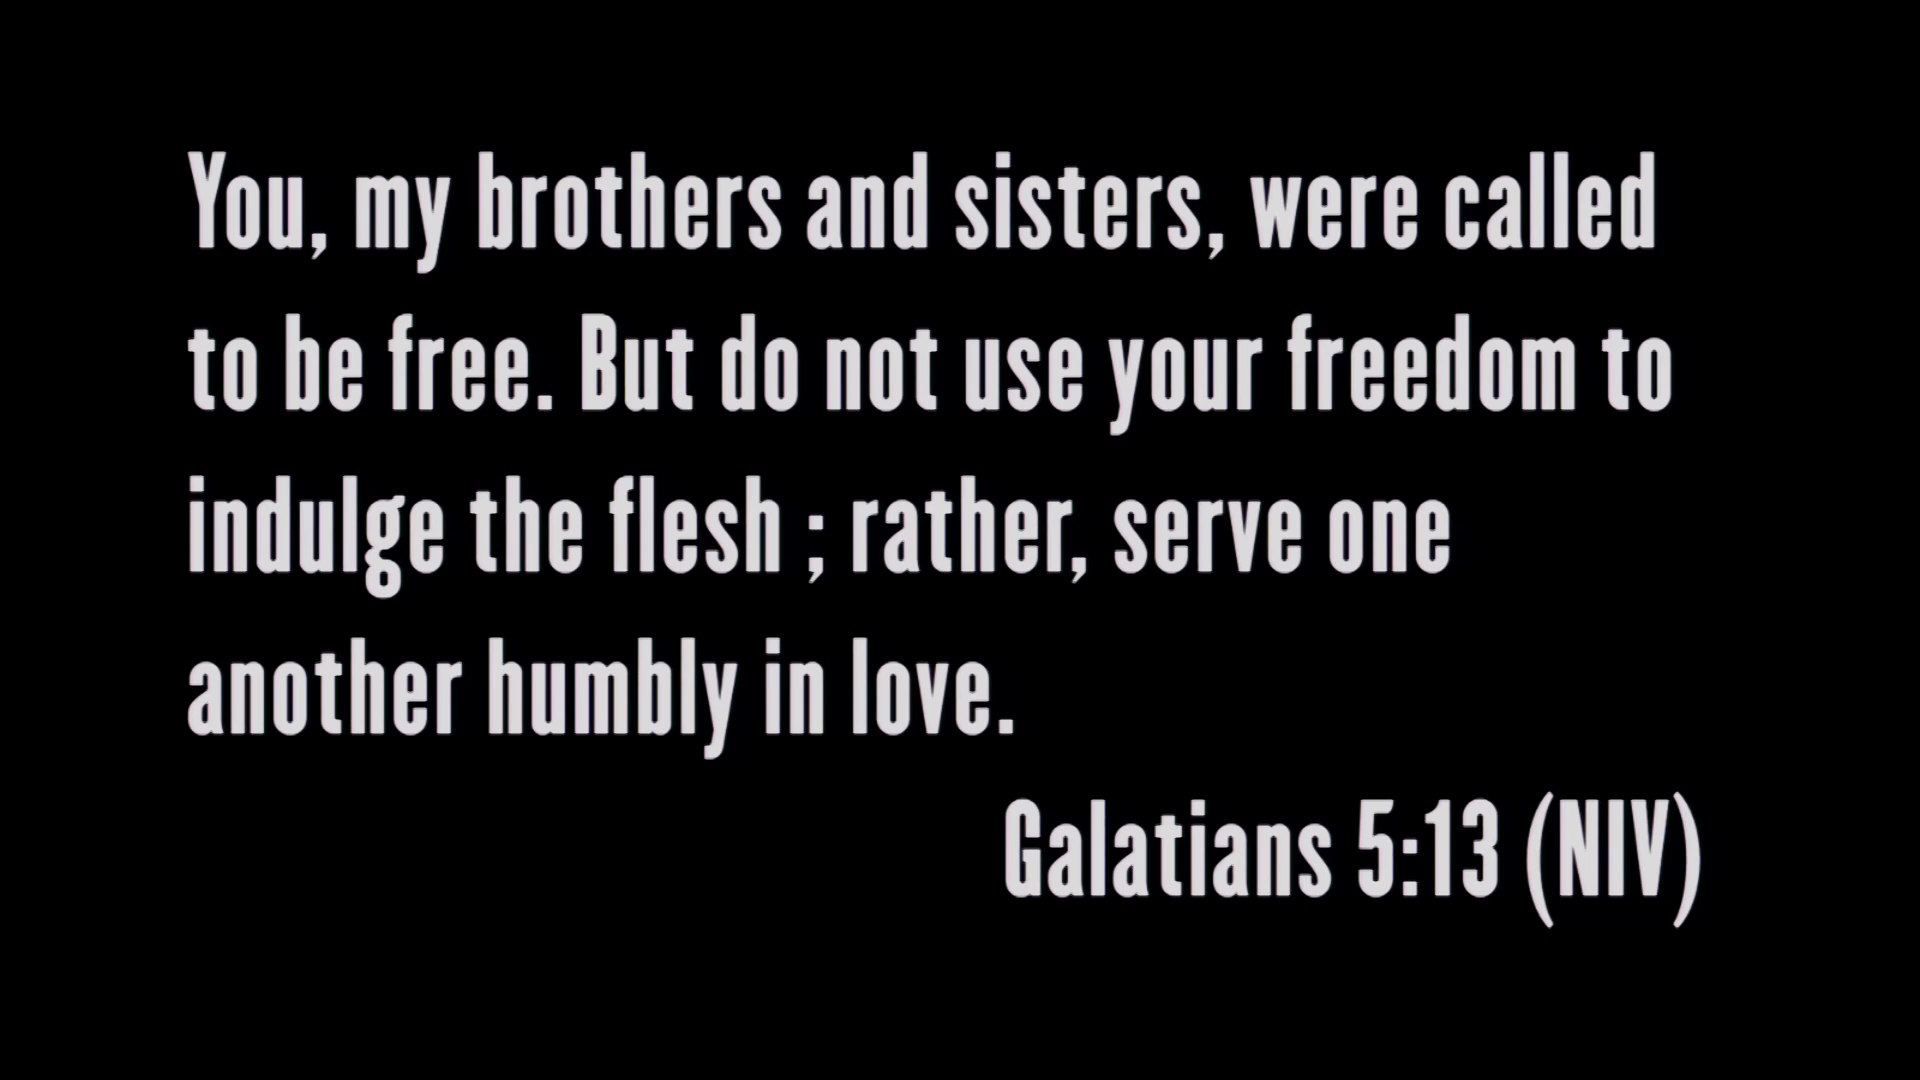 You, my brothers and sisters, were called
to be free. But do not use your freedom to
indulge the flesh ; rather, serve one
another humbly in love.
Galatians 5:13 (NIV)